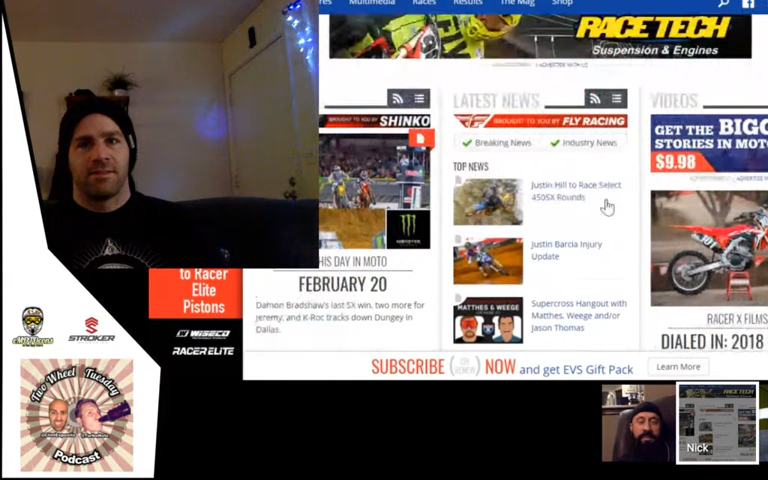 res Multimedia Races Results The Mag Shop
RACE TECH
Suspension & Engines
LATEST NEWS
VIDEOS
BROUGHT TO YOU BY SHINKO
BROUGHT TO YOU BY FLY RACING
GET THE BIGG
STORIES IN MOTO
$9.98
Breaking News
Industry News
TOP NEWS
Justin Hill to Race Select
450SX Rounds
Justin Barcia Injury
Update
HIS DAY IN MOTO
FEBRUARY 20
Damon Bradshaw's last SX win, two more for
Jeremy, and K-Roc tracks down Dungey in
Dallas.
Supercross Hangout with
Matthes, Weege and/or
Jason Thomas
MATTHES & WEEGE
RACER X FILMS
DIALED IN: 2018
to Racer
Elite
Pistons
WISECO
RACER ELITE
STROKER
SUBSCRIBE OR RENEW NOW and get EVS Gift Pack
Learn More
Two Wheel Tuesday
Podcast
Nick